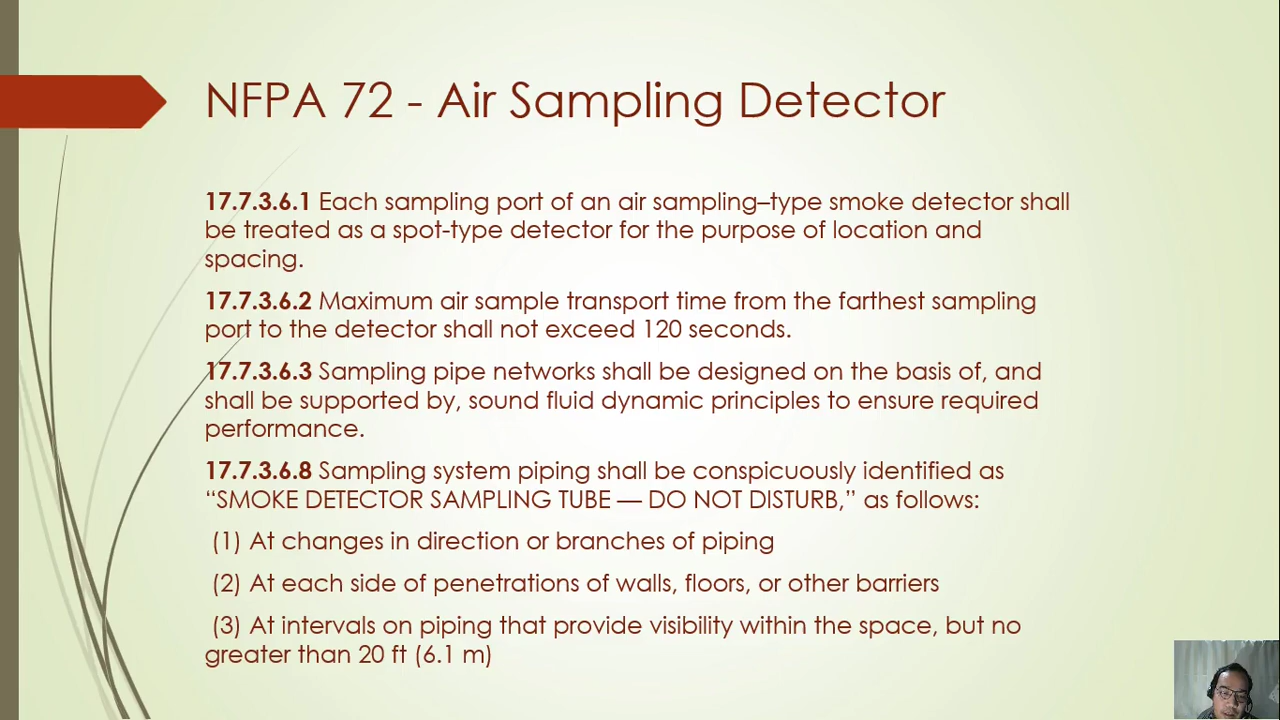 NFPA 72 - Air Sampling Detector
17.7.3.6.1 Each sampling port of an air sampling–type smoke detector shall
be treated as a spot-type detector for the purpose of location and
spacing.
17.7.3.6.2 Maximum air sample transport time from the farthest sampling
port to the detector shall not exceed 120 seconds.
17.7.3.6.3 Sampling pipe networks shall be designed on the basis of, and
shall be supported by, sound fluid dynamic principles to ensure required
performance.
17.7.3.6.8 Sampling system piping shall be conspicuously identified as
“SMOKE DETECTOR SAMPLING TUBE — DO NOT DISTURB,” as follows:
(1) At changes in direction or branches of piping
(2) At each side of penetrations of walls, floors, or other barriers
(3) At intervals on piping that provide visibility within the space, but no
greater than 20 ft (6.1 m)